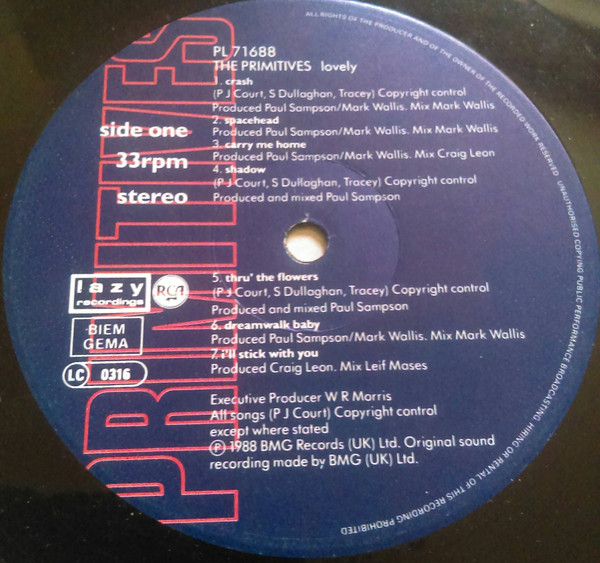 ALL RIGHTS OF THE PRODUCER AND OF THE OWNER OF THE RECORDED WORK RESERVED UNAUTHORISED COPYING PUBLIC PERFORMANCE BROADCASTING HIRING OR RENTAL OF THIS RECORDING PROHIBITED
PRIMITIVES
PL 71688
THE PRIMITIVES lovely
side one
33rpm
stereo
1. crash
(P J Court, S Dullaghan, Tracey) Copyright control
Produced Paul Sampson/Mark Wallis. Mix Mark Wallis
2. spacehead
Produced Paul Sampson/Mark Wallis. Mix Mark Wallis
3. carry me home
Produced Paul Sampson/Mark Wallis. Mix Craig Leon
4. shadow
(P J Court, S Dullaghan, Tracey) Copyright control
Produced and mixed Paul Sampson
lazy
recordings
RCA
BIEM
GEMA
LC 0316
5. thru' the flowers
(P J Court, S Dullaghan, Tracey) Copyright control
Produced and mixed Paul Sampson
6. dreamwalk baby
Produced Paul Sampson/Mark Wallis. Mix Mark Wallis
7. i'll stick with you
Produced Craig Leon. Mix Leif Mases
Executive Producer W R Morris
All songs (P J Court) Copyright control
except where stated
℗ 1988 BMG Records (UK) Ltd. Original sound
recording made by BMG (UK) Ltd.